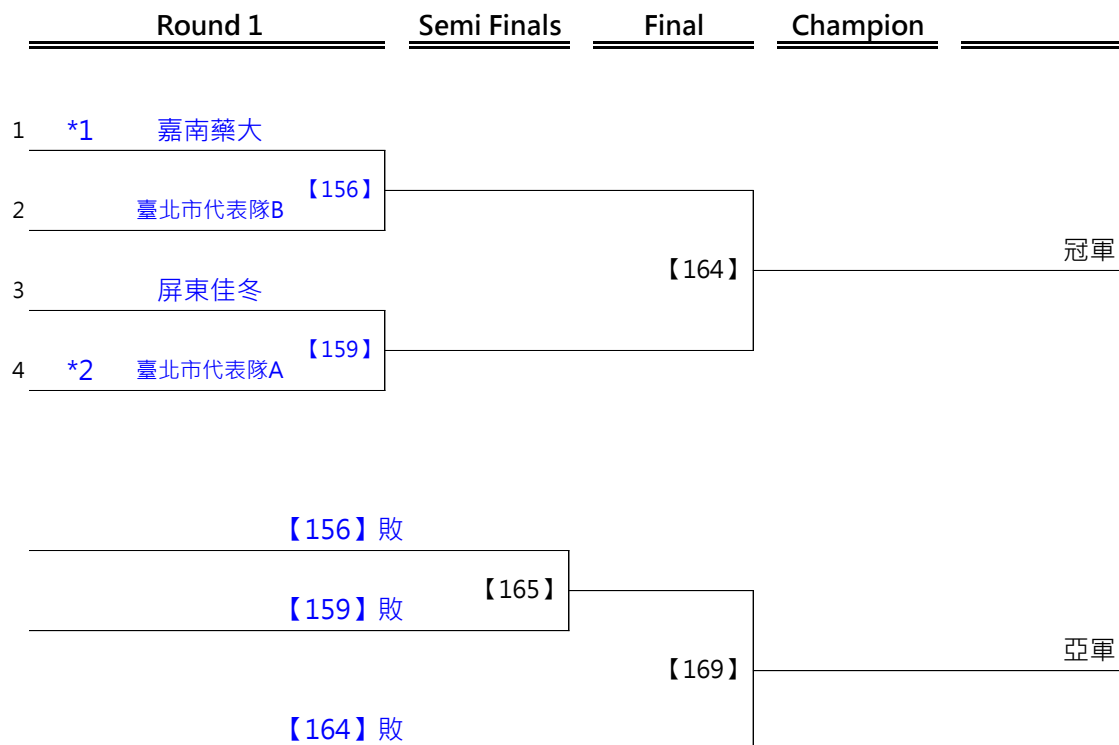 Round 1 Semi Finals Final Champion
1 *1 嘉南藥大
【156】
2 臺北市代表隊B
冠軍
【164】
3 屏東佳冬
【159】
4 *2 臺北市代表隊A
【156】敗
【165】
【159】敗
亞軍
【169】
【164】敗